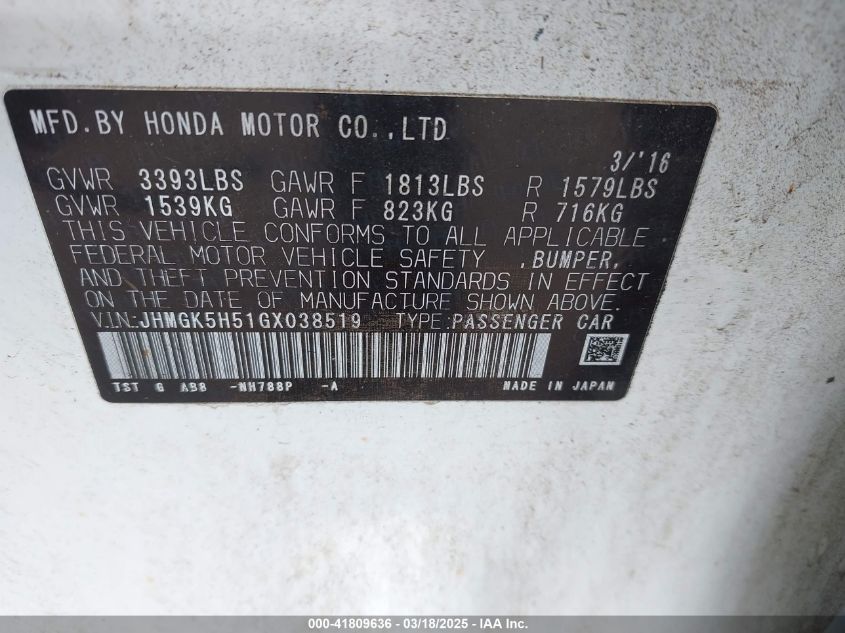 MFD.BY HONDA MOTOR CO.,LTD
3/'16
GVWR 3393LBS GAWR F 1813LBS R 1579LBS
GVWR 1539KG GAWR F 823KG R 716KG
THIS VEHICLE CONFORMS TO ALL APPLICABLE
FEDERAL MOTOR VEHICLE SAFETY ,BUMPER,
AND THEFT PREVENTION STANDARDS IN EFFECT
ON THE DATE OF MANUFACTURE SHOWN ABOVE.
VIN:JHMGK5H51GX038519 TYPE:PASSENGER CAR
TST G AB8 -NH788P -A MADE IN JAPAN
000-41809636 - 03/18/2025 - IAA Inc.